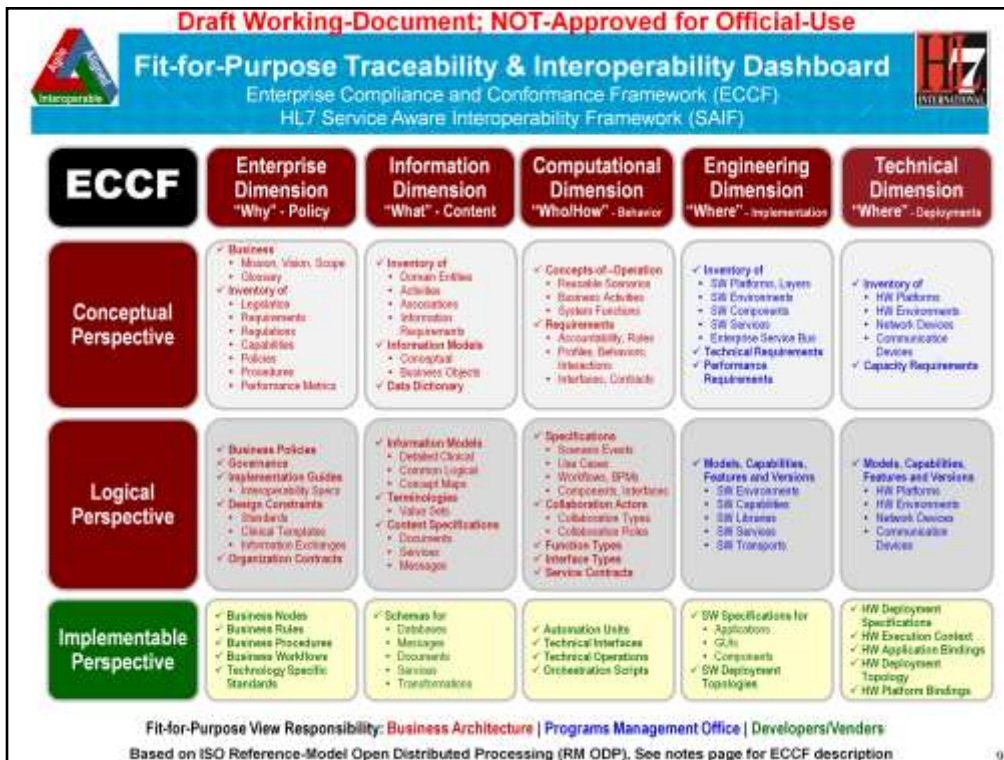 Draft Working-Document; NOT-Approved for Official-Use
Agile
Aligned
Interoperable
Fit-for-Purpose Traceability & Interoperability Dashboard
Enterprise Compliance and Conformance Framework (ECCF)
HL7 Service Aware Interoperability Framework (SAIF)
HL7
INTERNATIONAL
ECCF
Enterprise
Dimension
"Why" - Policy
Information
Dimension
"What" - Content
Computational
Dimension
"Who/How" - Behavior
Engineering
Dimension
"Where" - Implementation
Technical
Dimension
"Where" - Deployments
Conceptual
Perspective
✓ Business
• Mission, Vision, Scope
• Glossary
✓ Inventory of
• Legislation
• Requirements
• Regulations
• Capabilities
• Policies
• Procedures
• Performance Metrics
✓ Inventory of
• Domain Entities
• Activities
• Associations
• Information
Requirements
✓ Information Models
• Conceptual
• Business Objects
✓ Data Dictionary
✓ Concepts-of-Operation
• Reusable Scenarios
• Business Activities
• System Functions
✓ Requirements
• Accountability, Roles
• Profiles, Behaviors,
Interactions
• Interfaces, Contracts
✓ Inventory of
• SW Platforms, Layers
• SW Environments
• SW Components
• SW Services
• Enterprise Service Bus
✓ Technical Requirements
✓ Performance
Requirements
✓ Inventory of
• HW Platforms
• HW Environments
• Network Devices
• Communication
Devices
✓ Capacity Requirements
Logical
Perspective
✓ Business Policies
✓ Governance
✓ Implementation Guides
• Interoperability Specs
✓ Design Constraints
• Standards
• Clinical Templates
• Information Exchanges
✓ Organization Contracts
✓ Information Models
• Detailed Clinical
• Common Logical
• Concept Maps
✓ Terminologies
• Value Sets
✓ Content Specifications
• Documents
• Services
• Messages
✓ Specifications
• Scenario Events
• Use Cases
• Workflows, BPMs
• Components, Interfaces
✓ Collaboration Actors
• Collaboration Types
• Collaboration Roles
✓ Function Types
✓ Interface Types
✓ Service Contracts
✓ Models, Capabilities,
Features and Versions
• SW Environments
• SW Capabilities
• SW Libraries
• SW Services
• SW Transports
✓ Models, Capabilities,
Features and Versions
• HW Platforms
• HW Environments
• Network Devices
• Communication
Devices
Implementable
Perspective
✓ Business Nodes
✓ Business Rules
✓ Business Procedures
✓ Business Workflows
✓ Technology Specific
Standards
✓ Schemas for
• Databases
• Messages
• Documents
• Services
• Transformations
✓ Automation Units
✓ Technical Interfaces
✓ Technical Operations
✓ Orchestration Scripts
✓ SW Specifications for
• Applications
• GUIs
• Components
✓ SW Deployment
Topologies
✓ HW Deployment
Specifications
✓ HW Execution Context
✓ HW Application Bindings
✓ HW Deployment
Topology
✓ HW Platform Bindings
Fit-for-Purpose View Responsibility: Business Architecture | Programs Management Office | Developers/Venders
Based on ISO Reference-Model Open Distributed Processing (RM ODP), See notes page for ECCF description
9